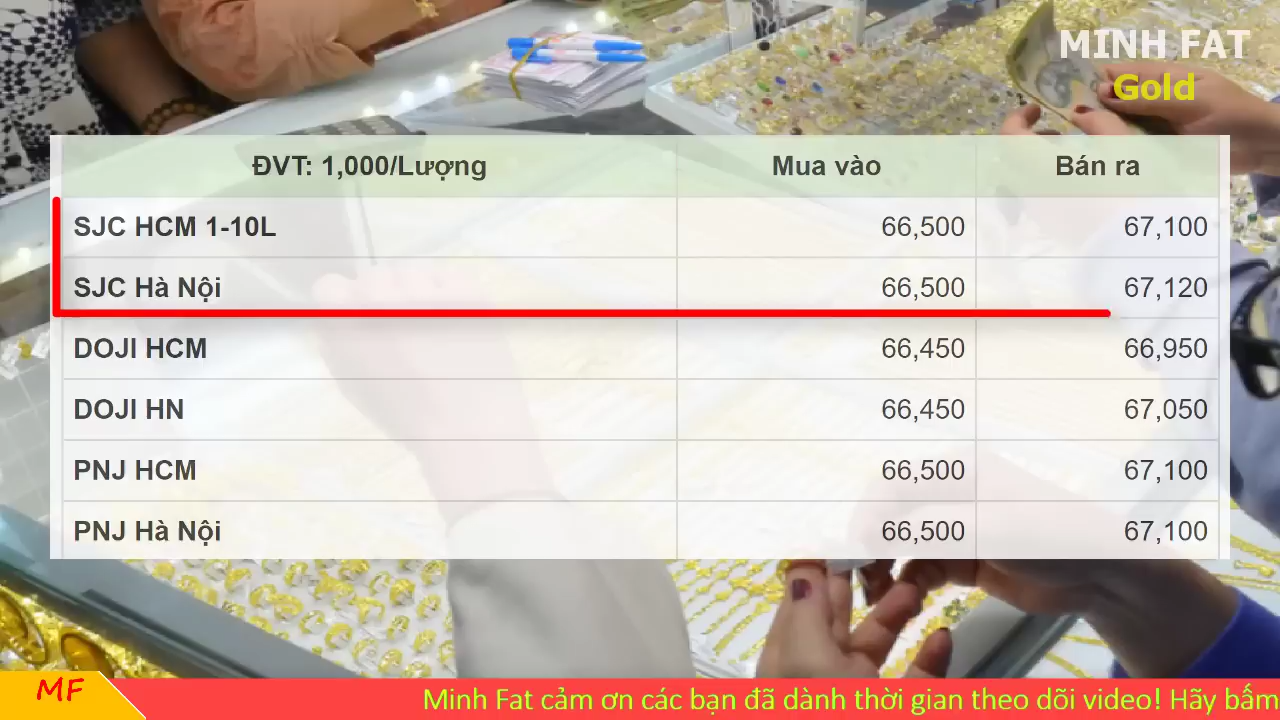 MINH FAT
Gold
ĐVT: 1,000/Lượng Mua vào Bán ra
SJC HCM 1-10L 66,500 67,100
SJC Hà Nội 66,500 67,120
DOJI HCM 66,450 66,950
DOJI HN 66,450 67,050
PNJ HCM 66,500 67,100
PNJ Hà Nội 66,500 67,100
MF
Minh Fat cảm ơn các bạn đã dành thời gian theo dõi video! Hãy bấm